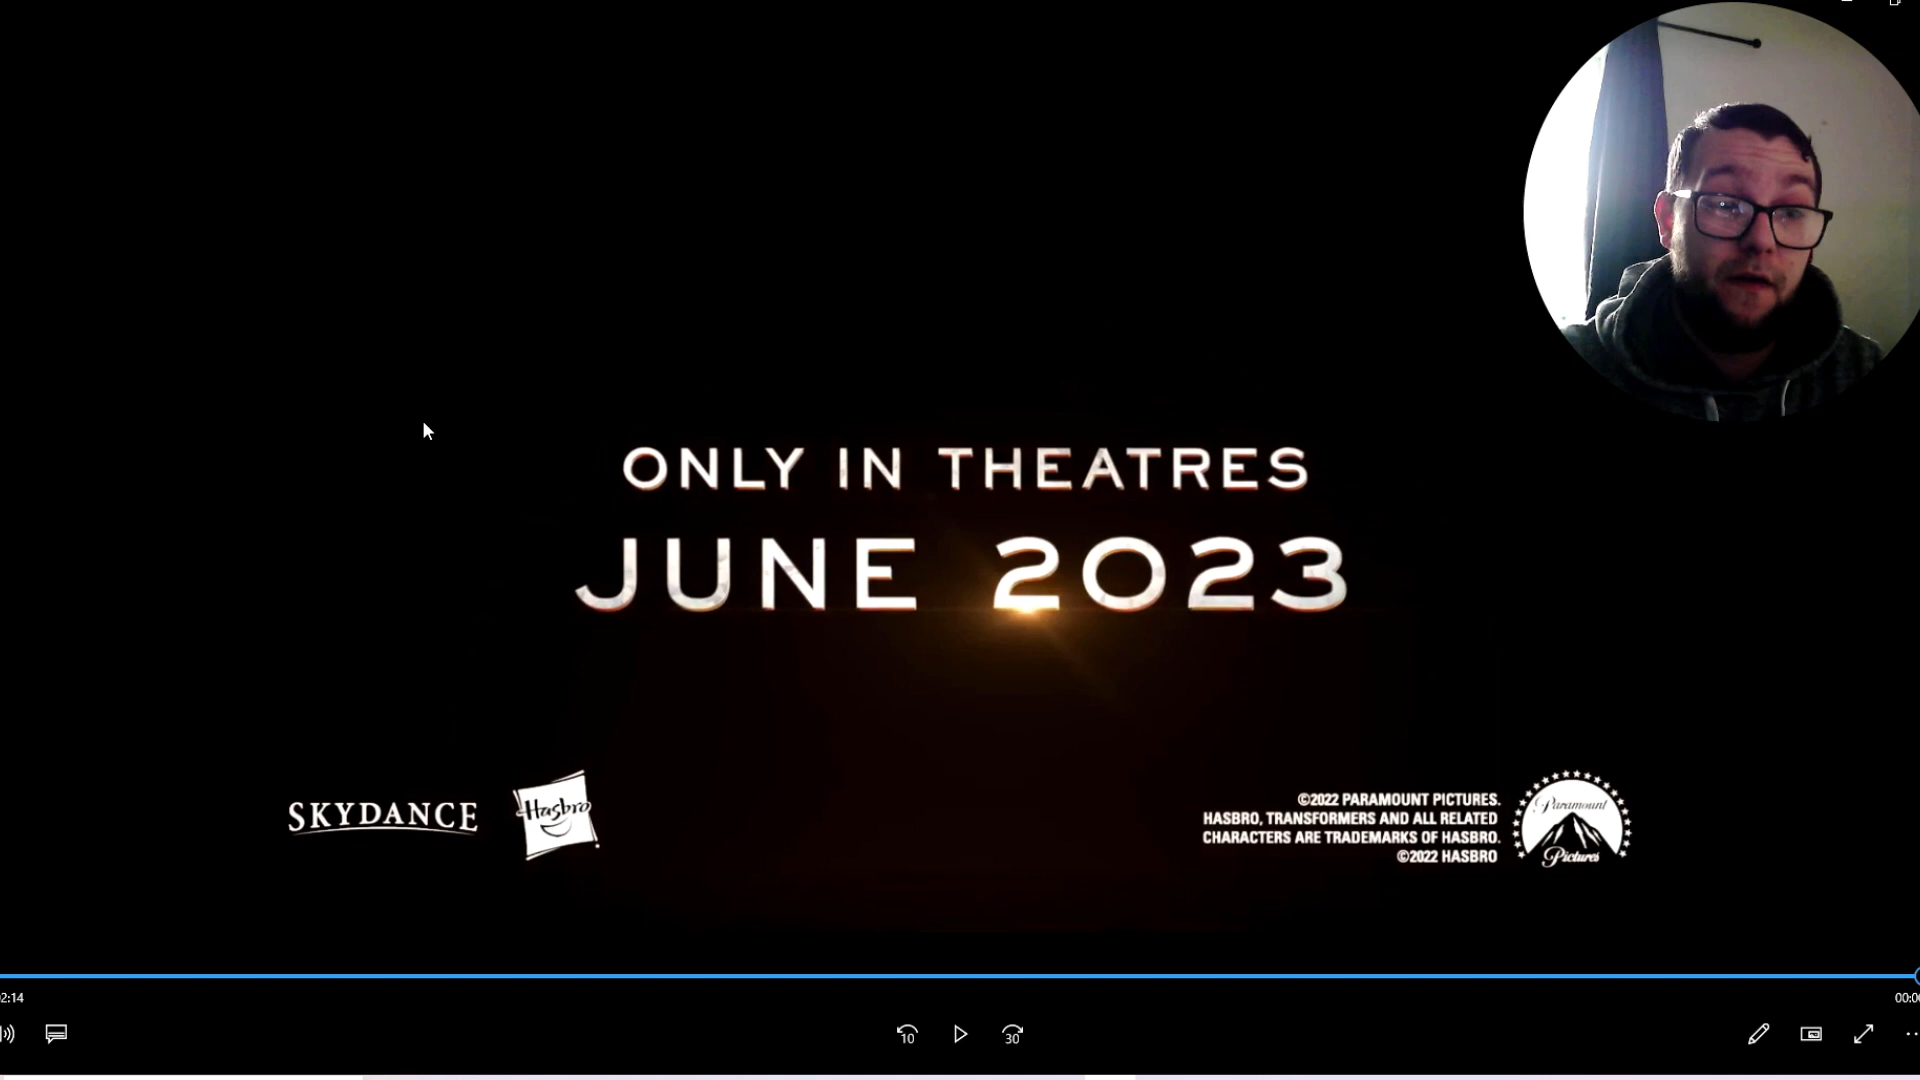 ONLY IN THEATRES
JUNE 2023
SKYDANCE
Hasbro
©2022 PARAMOUNT PICTURES.
HASBRO, TRANSFORMERS AND ALL RELATED
CHARACTERS ARE TRADEMARKS OF HASBRO.
©2022 HASBRO
Paramount
Pictures
2:14
00:0
10
30